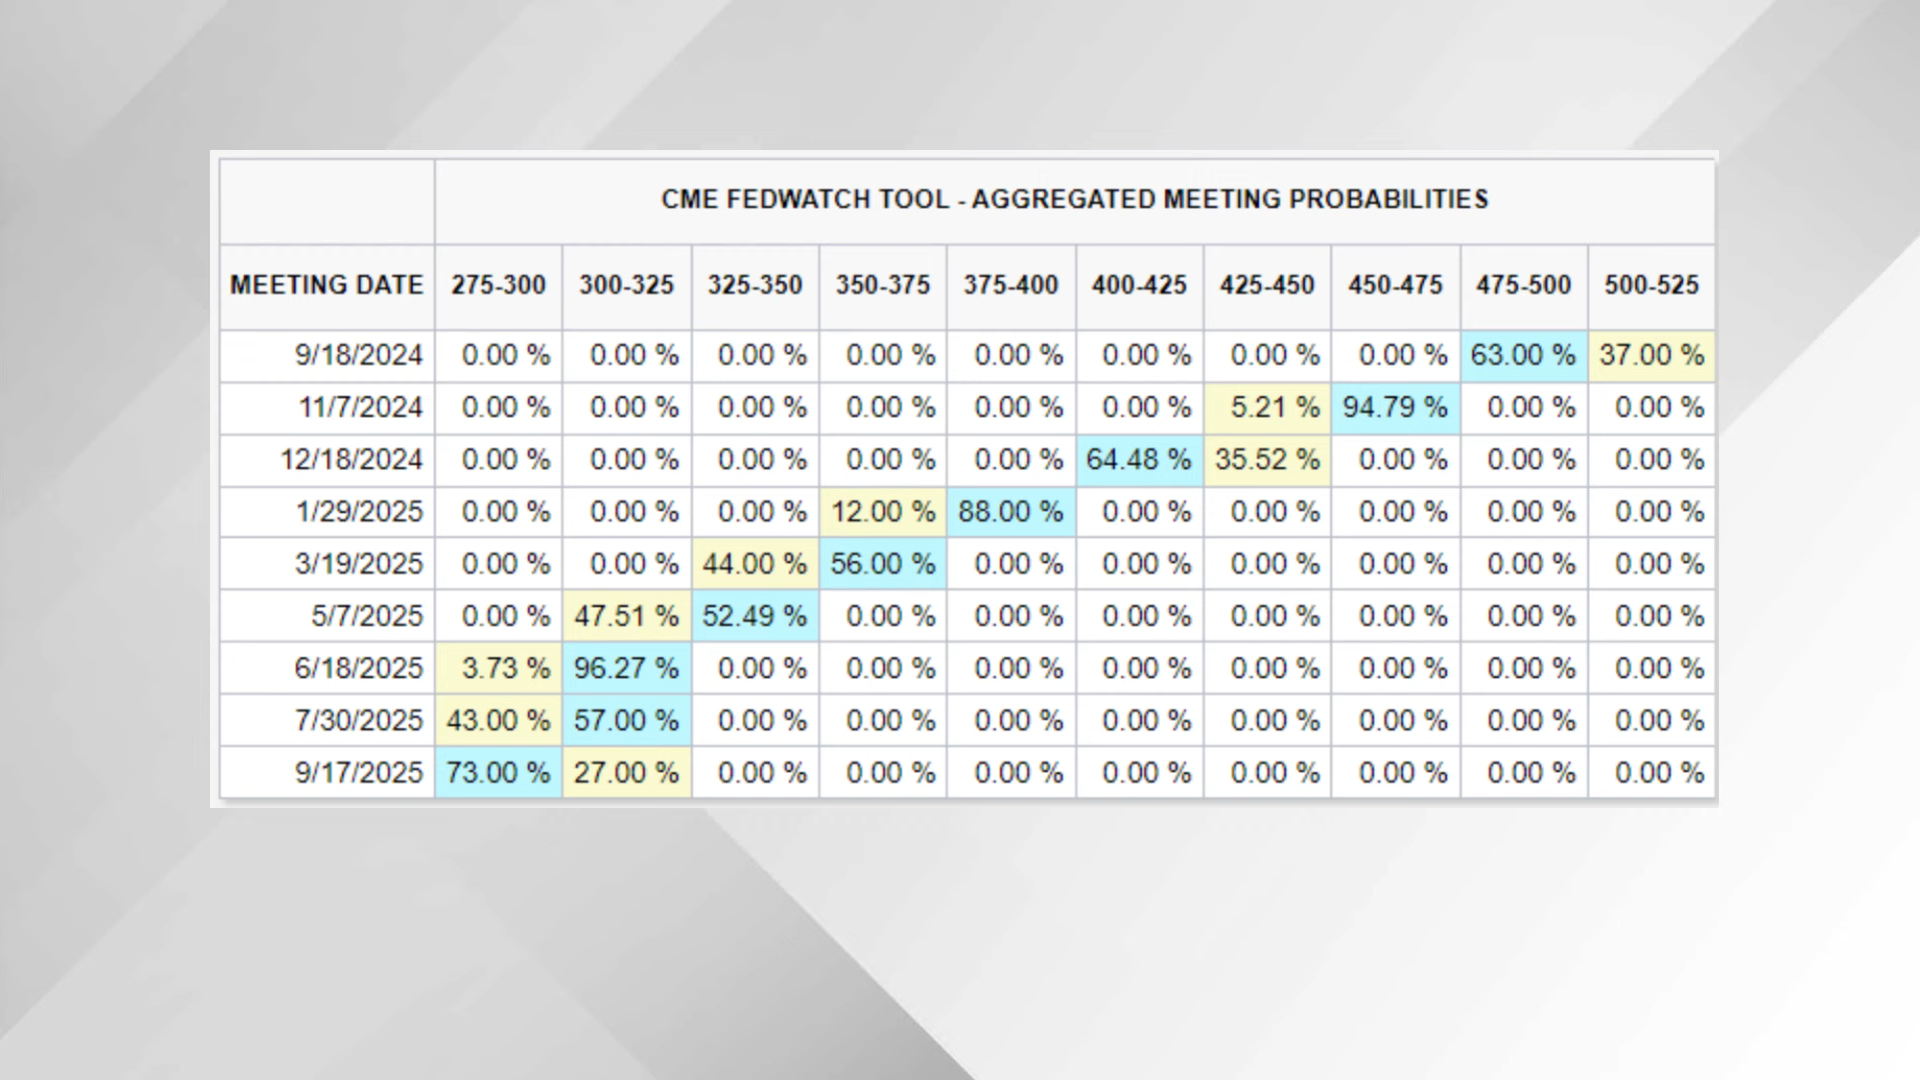 CME FEDWATCH TOOL - AGGREGATED MEETING PROBABILITIES
MEETING DATE 275-300 300-325 325-350 350-375 375-400 400-425 425-450 450-475 475-500 500-525
9/18/2024 0.00 % 0.00 % 0.00 % 0.00 % 0.00 % 0.00 % 0.00 % 0.00 % 63.00 % 37.00 %
11/7/2024 0.00 % 0.00 % 0.00 % 0.00 % 0.00 % 0.00 % 5.21 % 94.79 % 0.00 % 0.00 %
12/18/2024 0.00 % 0.00 % 0.00 % 0.00 % 0.00 % 64.48 % 35.52 % 0.00 % 0.00 % 0.00 %
1/29/2025 0.00 % 0.00 % 0.00 % 12.00 % 88.00 % 0.00 % 0.00 % 0.00 % 0.00 % 0.00 %
3/19/2025 0.00 % 0.00 % 44.00 % 56.00 % 0.00 % 0.00 % 0.00 % 0.00 % 0.00 % 0.00 %
5/7/2025 0.00 % 47.51 % 52.49 % 0.00 % 0.00 % 0.00 % 0.00 % 0.00 % 0.00 % 0.00 %
6/18/2025 3.73 % 96.27 % 0.00 % 0.00 % 0.00 % 0.00 % 0.00 % 0.00 % 0.00 % 0.00 %
7/30/2025 43.00 % 57.00 % 0.00 % 0.00 % 0.00 % 0.00 % 0.00 % 0.00 % 0.00 % 0.00 %
9/17/2025 73.00 % 27.00 % 0.00 % 0.00 % 0.00 % 0.00 % 0.00 % 0.00 % 0.00 % 0.00 %